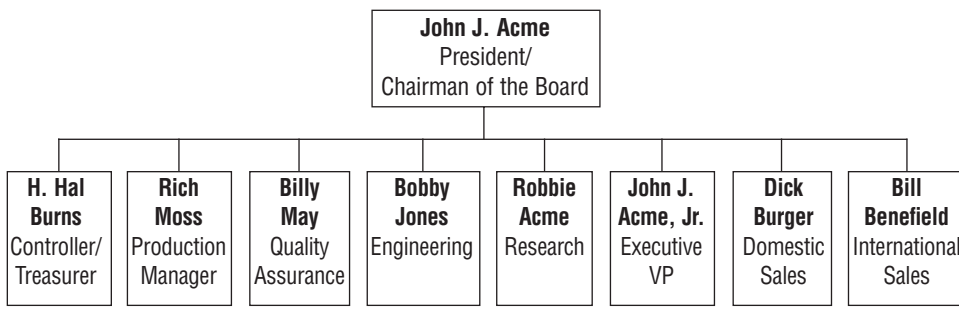 John J. Acme
President/
Chairman of the Board
H. Hal
Burns
Controller/
Treasurer
Rich
Moss
Production
Manager
Billy
May
Quality
Assurance
Bobby
Jones
Engineering
Robbie
Acme
Research
John J.
Acme, Jr.
Executive
VP
Dick
Burger
Domestic
Sales
Bill
Benefield
International
Sales